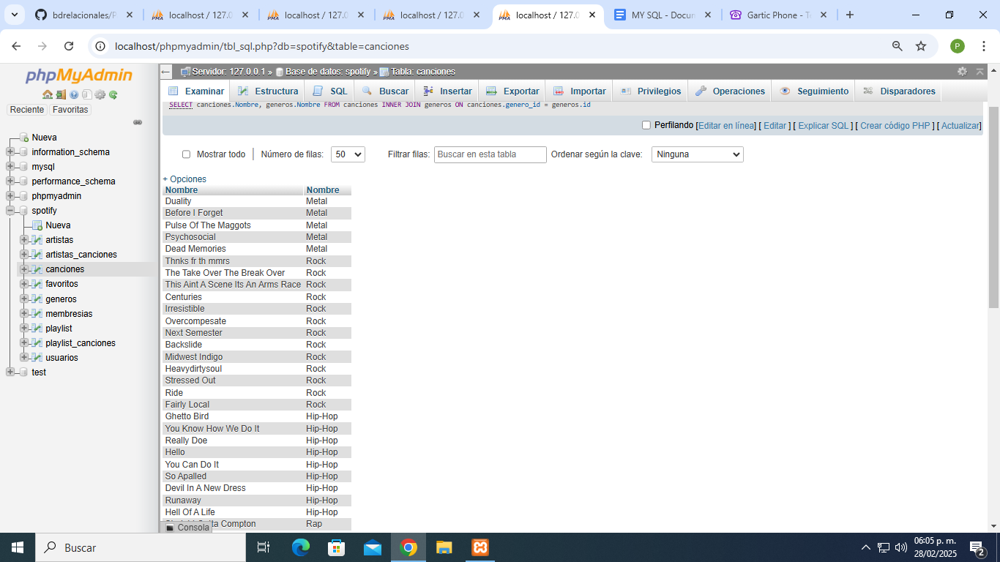 bdrelacionales/P
localhost / 127.0
localhost / 127.0
localhost / 127.0
localhost / 127.0
MY SQL - Docun
Gartic Phone - Te
localhost/phpmyadmin/tbl_sql.php?db=spotify&table=canciones
P
phpMyAdmin
Reciente Favoritas
Nueva
information_schema
mysql
performance_schema
phpmyadmin
spotify
Nueva
artistas
artistas_canciones
canciones
favoritos
generos
membresias
playlist
playlist_canciones
usuarios
test
Servidor: 127.0.0.1 » Base de datos: spotify » Tabla: canciones
Examinar Estructura SQL Buscar Insertar Exportar Importar Privilegios Operaciones Seguimiento Disparadores
SELECT canciones.Nombre, generos.Nombre FROM canciones INNER JOIN generos ON canciones.genero_id = generos.id
Perfilando [Editar en línea] [ Editar ] [ Explicar SQL ] [ Crear código PHP ] [ Actualizar]
Mostrar todo Número de filas: 50 Filtrar filas: Buscar en esta tabla Ordenar según la clave: Ninguna
+ Opciones
Nombre Nombre
Duality Metal
Before I Forget Metal
Pulse Of The Maggots Metal
Psychosocial Metal
Dead Memories Metal
Thnks fr th mmrs Rock
The Take Over The Break Over Rock
This Aint A Scene Its An Arms Race Rock
Centuries Rock
Irresistible Rock
Overcompesate Rock
Next Semester Rock
Backslide Rock
Midwest Indigo Rock
Heavydirtysoul Rock
Stressed Out Rock
Ride Rock
Fairly Local Rock
Ghetto Bird Hip-Hop
You Know How We Do It Hip-Hop
Really Doe Hip-Hop
Hello Hip-Hop
You Can Do It Hip-Hop
So Apalled Hip-Hop
Devil In A New Dress Hip-Hop
Runaway Hip-Hop
Hell Of A Life Hip-Hop
Compton Rap
Consola
Buscar
06:05 p. m.
28/02/2025
2